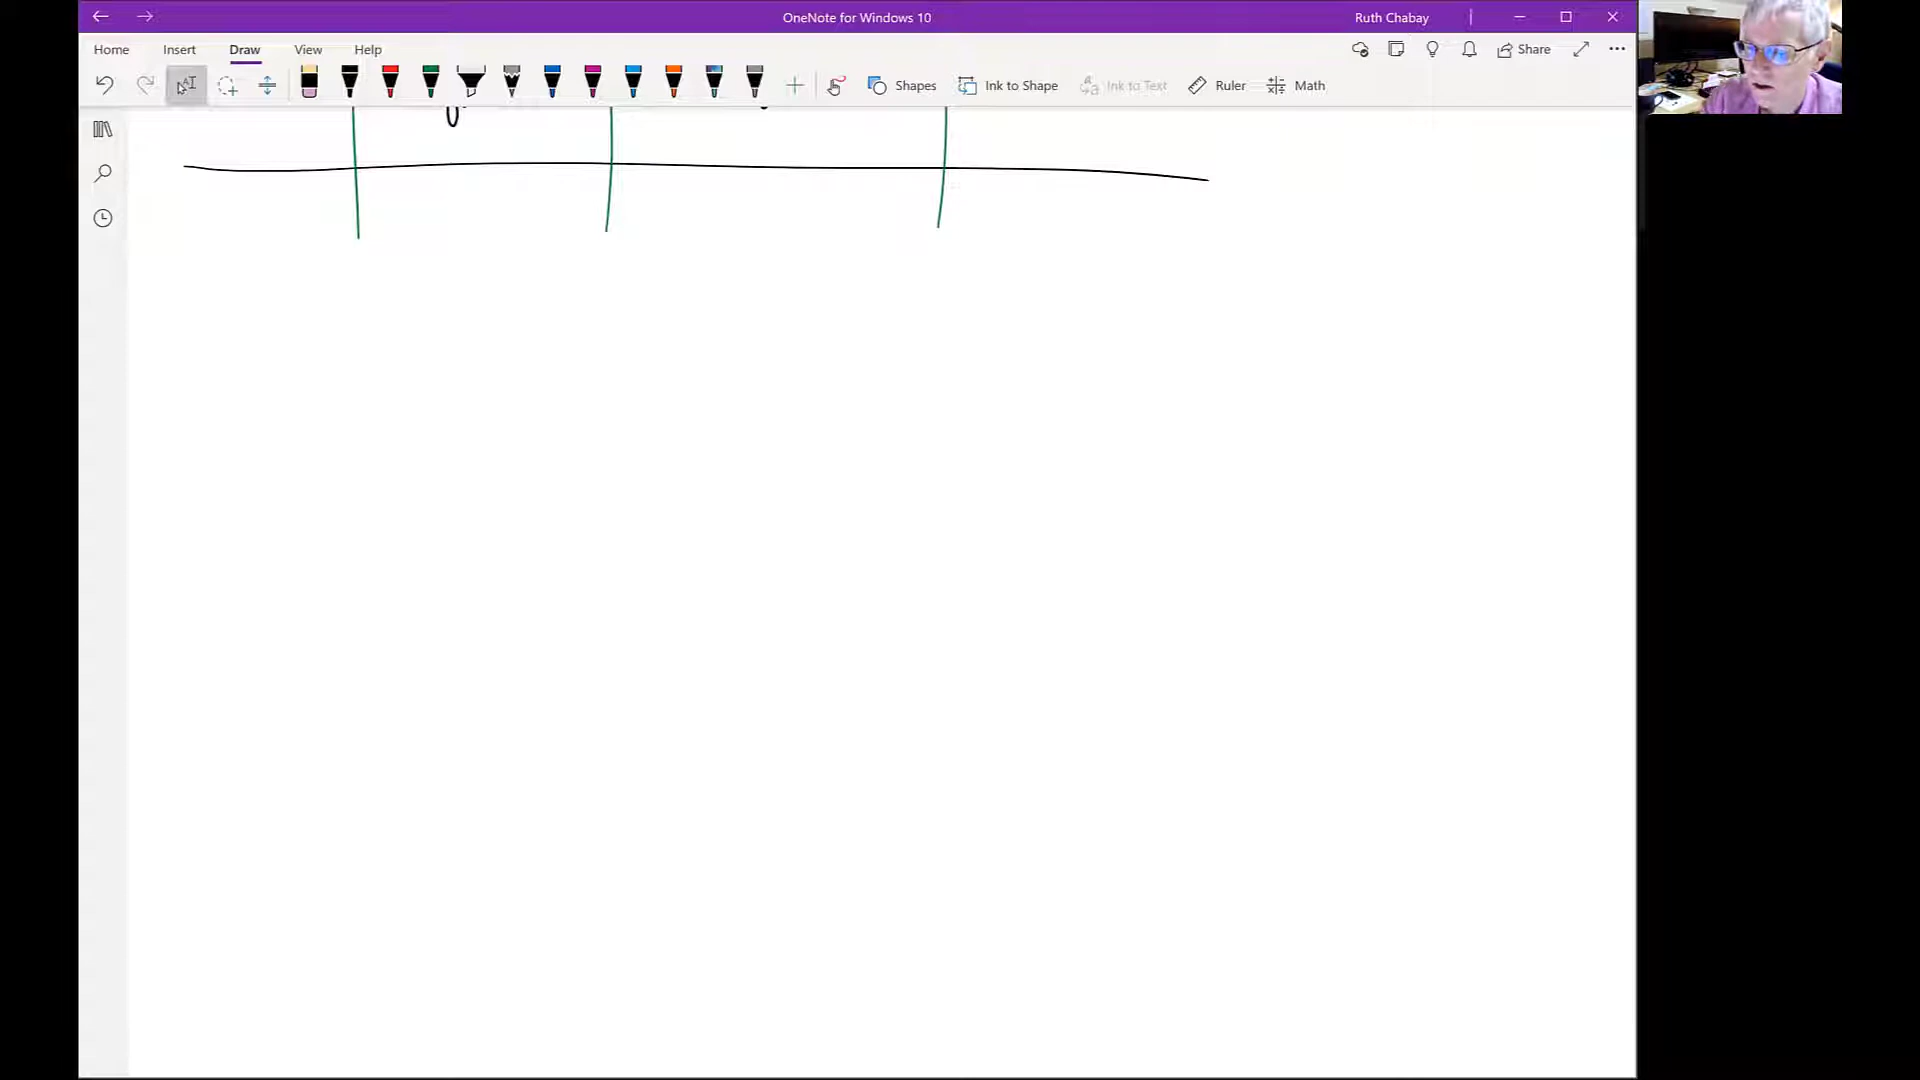 OneNote for Windows 10
Ruth Chabay
Home Insert Draw View Help
Share
Shapes Ink to Shape Ink to Text Ruler Math